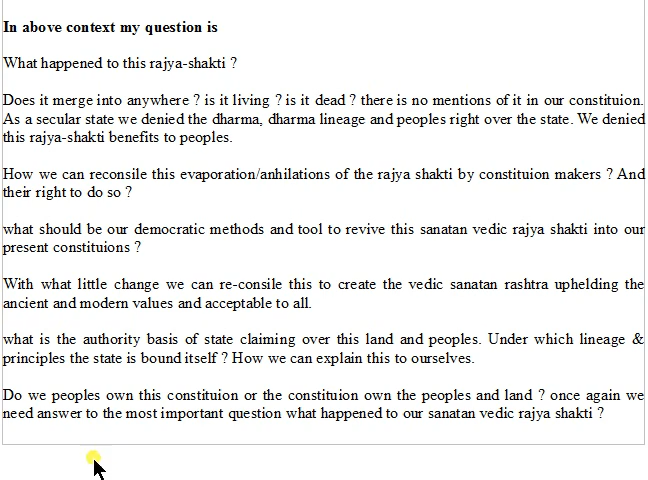 In above context my question is
What happened to this rajya-shakti ?
Does it merge into anywhere ? is it living ? is it dead ? there is no mentions of it in our constituion.
As a secular state we denied the dharma, dharma lineage and peoples right over the state. We denied
this rajya-shakti benefits to peoples.
How we can reconsile this evaporation/anhilations of the rajya shakti by constituion makers ? And
their right to do so ?
what should be our democratic methods and tool to revive this sanatan vedic rajya shakti into our
present constituions ?
With what little change we can re-consile this to create the vedic sanatan rashtra uphelding the
ancient and modern values and acceptable to all.
what is the authority basis of state claiming over this land and peoples. Under which lineage &
principles the state is bound itself ? How we can explain this to ourselves.
Do we peoples own this constituion or the constituion own the peoples and land ? once again we
need answer to the most important question what happened to our sanatan vedic rajya shakti ?